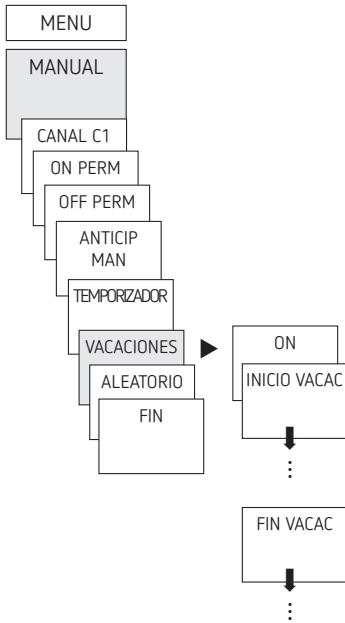 MENU
MANUAL
CANAL C1
ON PERM
OFF PERM
ANTICIP
MAN
TEMPORIZADOR
VACACIONES
ALEATORIO
FIN
ON
INICIO VACAC
FIN VACAC